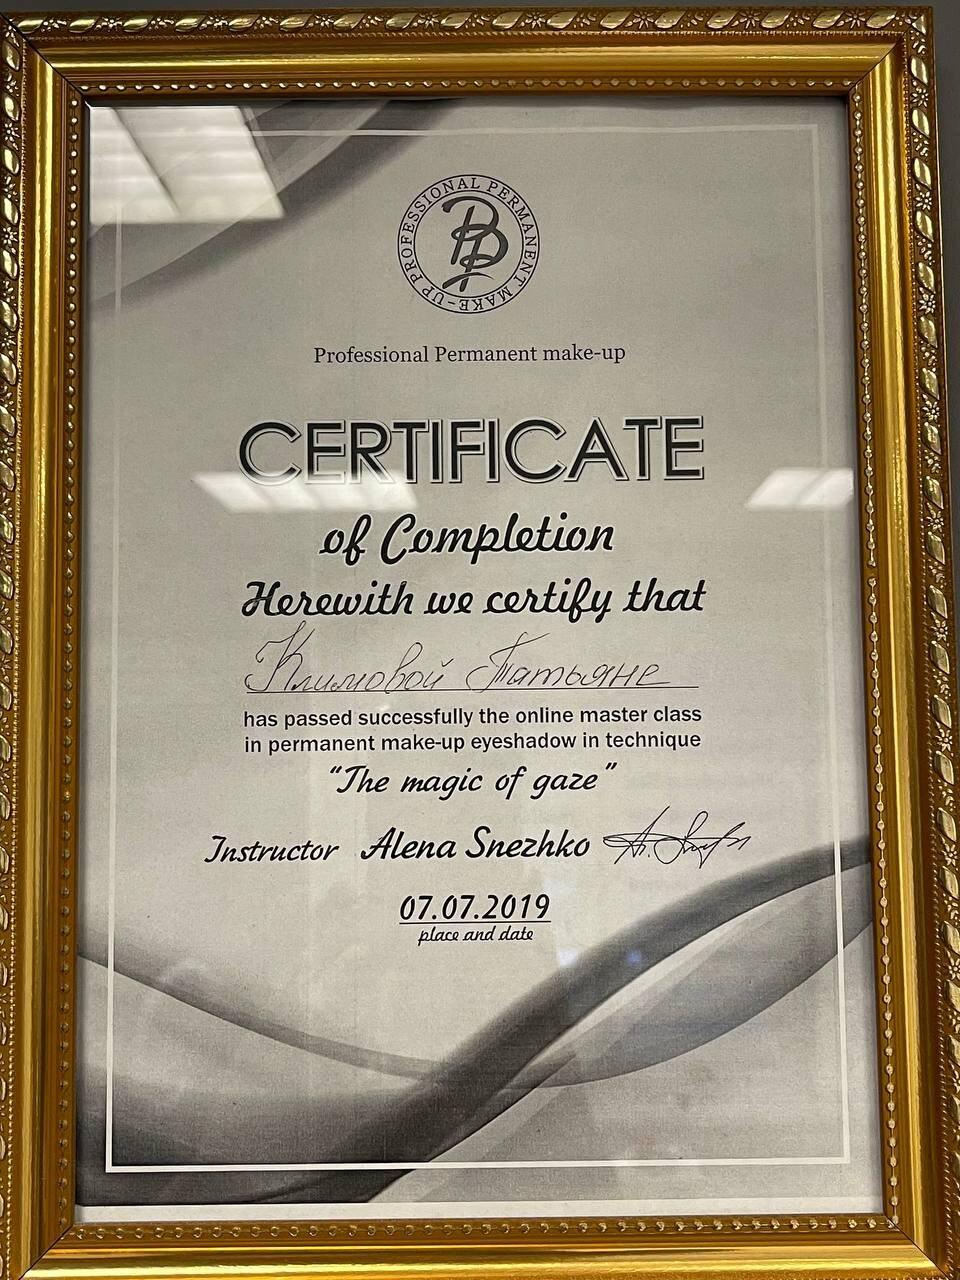 PROFESSIONAL PERMANENT MAKE-UP
PP
Professional Permanent make-up
CERTIFICATE
of Completion
Herewith we certify that
Климовой Татьяне
has passed successfully the online master class
in permanent make-up eyeshadow in technique
“The magic of gaze”
Instructor Alena Snezhko
07.07.2019
place and date